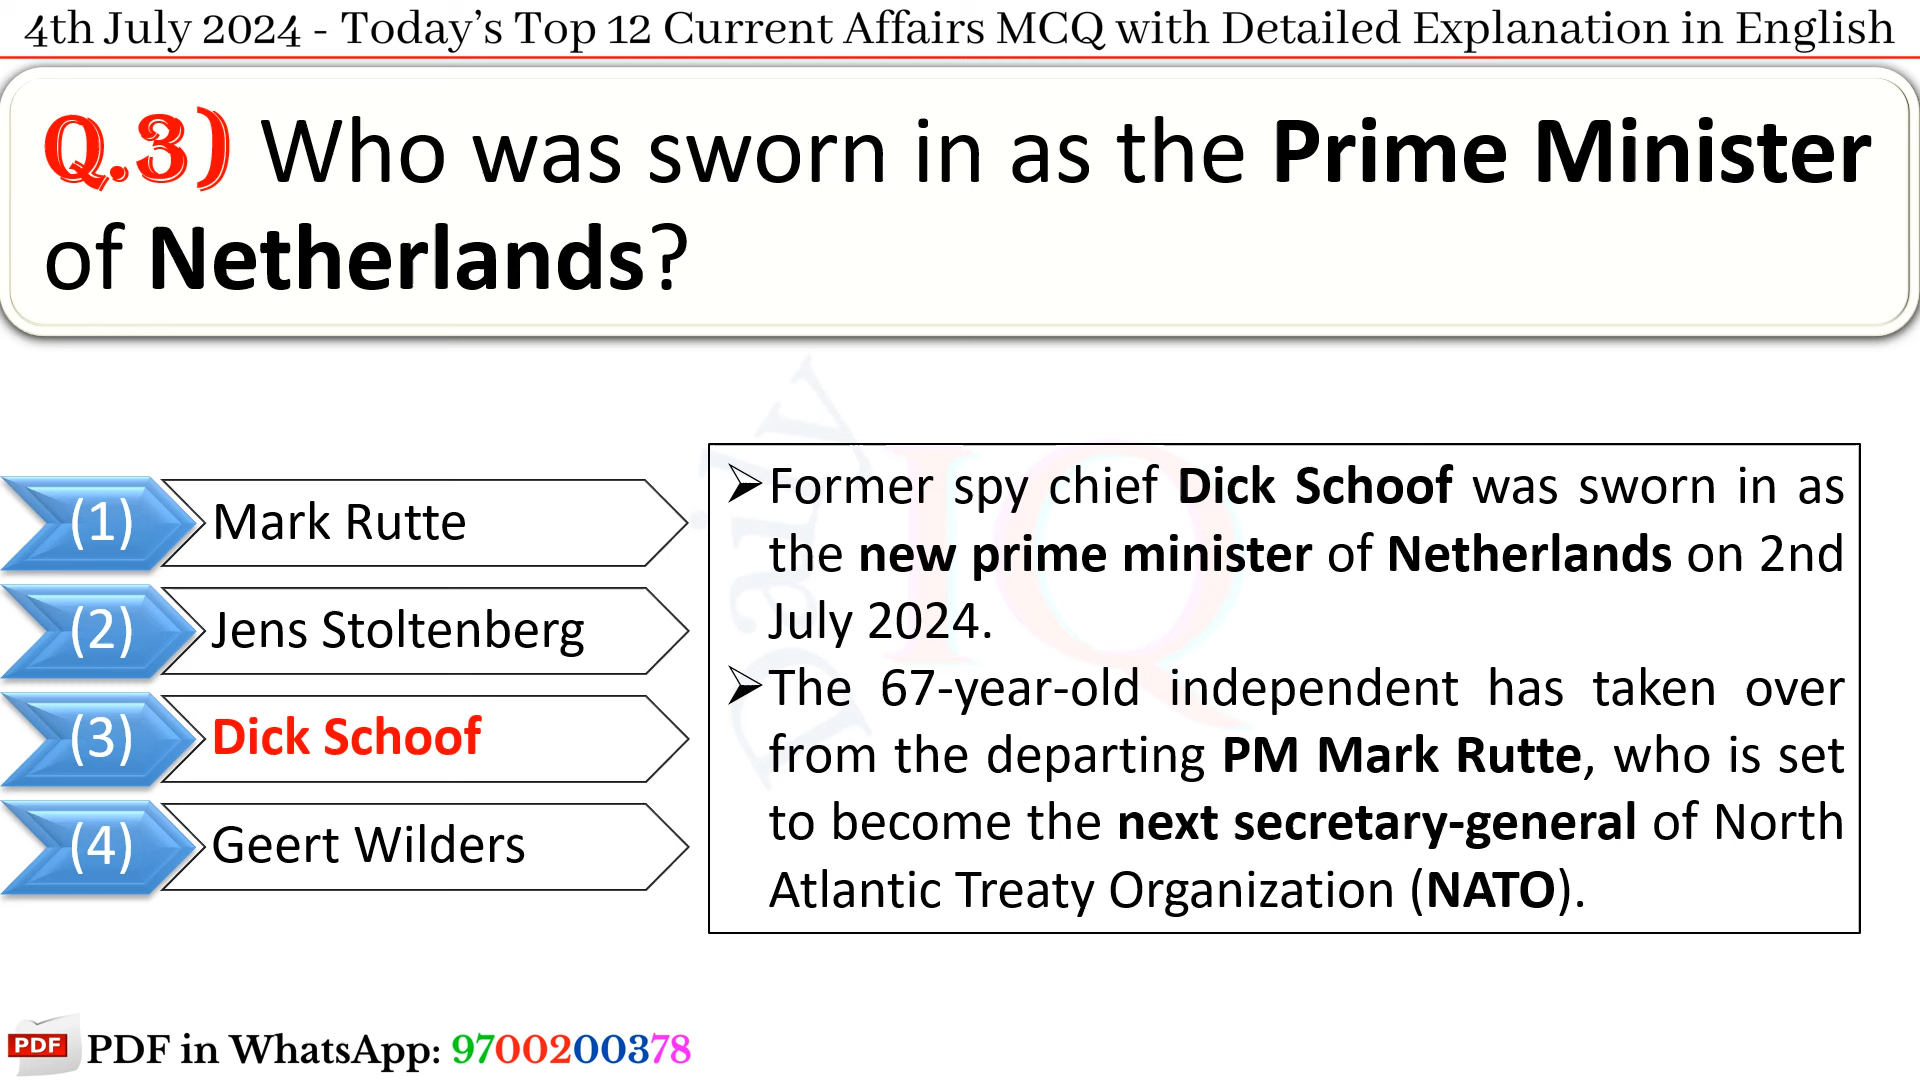 4th July 2024 - Today’s Top 12 Current Affairs MCQ with Detailed Explanation in English
Q.3) Who was sworn in as the Prime Minister
of Netherlands?
(1) Mark Rutte
(2) Jens Stoltenberg
(3) Dick Schoof
(4) Geert Wilders
➢Former spy chief Dick Schoof was sworn in as
the new prime minister of Netherlands on 2nd
July 2024.
➢The 67-year-old independent has taken over
from the departing PM Mark Rutte, who is set
to become the next secretary-general of North
Atlantic Treaty Organization (NATO).
Daily IQ
PDF PDF in WhatsApp: 9700200378